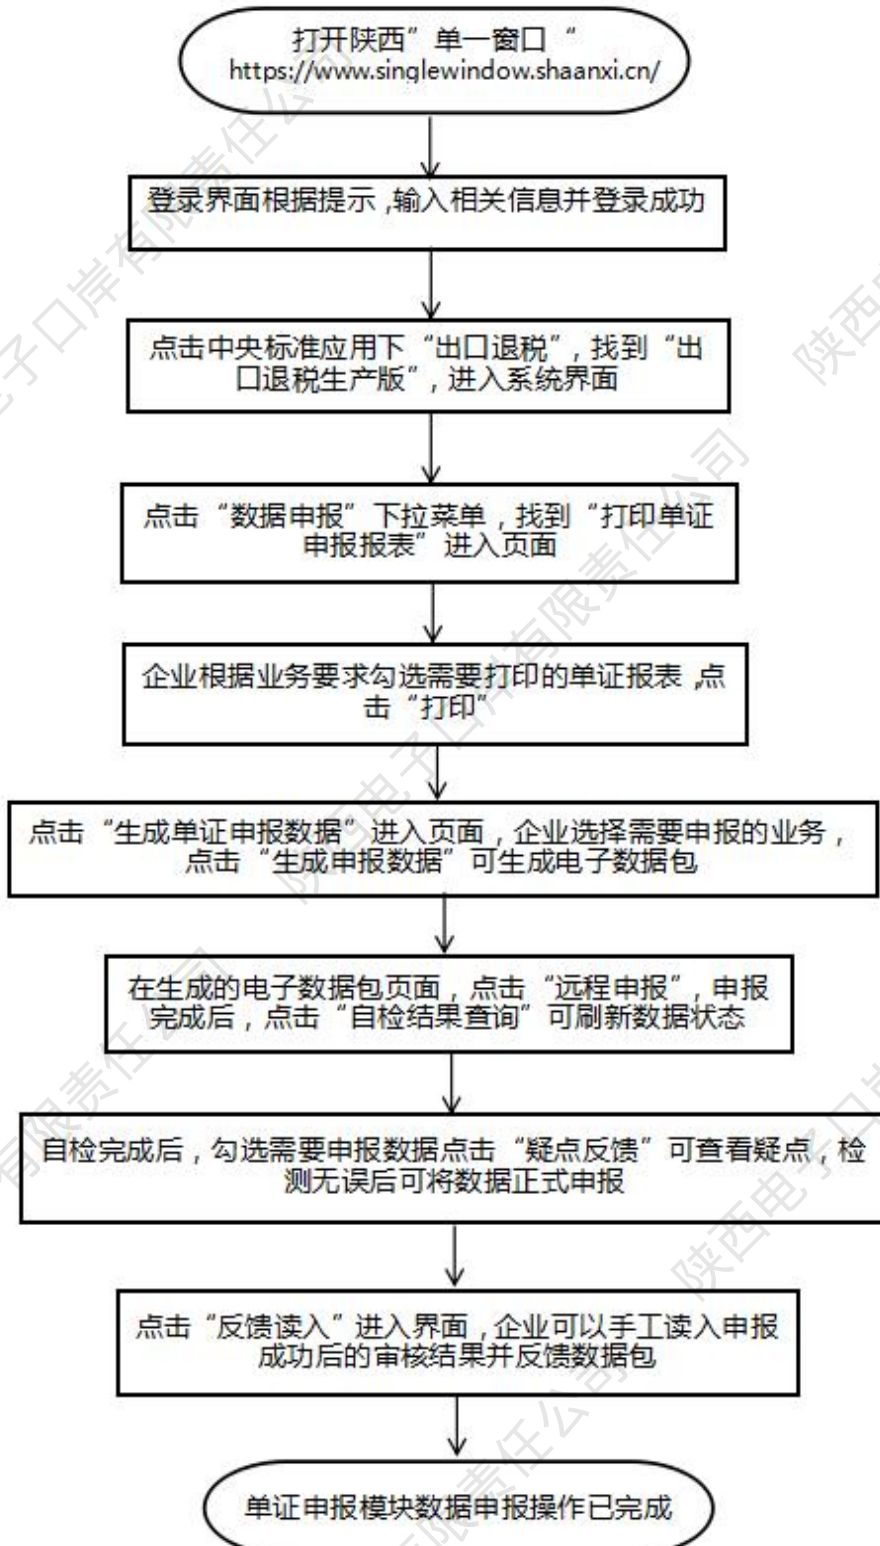 打开陕西”单一窗口“
https://www.singlewindow.shaanxi.cn/
登录界面根据提示,输入相关信息并登录成功
点击中央标准应用下“出口退税”,找到“出
口退税生产版”,进入系统界面
点击“数据申报”下拉菜单,找到“打印单证
申报报表”进入页面
企业根据业务要求勾选需要打印的单证报表,点
击“打印”
点击“生成单证申报数据”进入页面,企业选择需要申报的业务,
点击“生成申报数据”可生成电子数据包
在生成的电子数据包页面,点击“远程申报”,申报
完成后,点击“自检结果查询”可刷新数据状态
自检完成后,勾选需要申报数据点击“疑点反馈”可查看疑点,检
测无误后可将数据正式申报
点击“反馈读入”进入界面,企业可以手工读入申报
成功后的审核结果并反馈数据包
单证申报模块数据申报操作已完成
陕西电子口岸有限责任公司